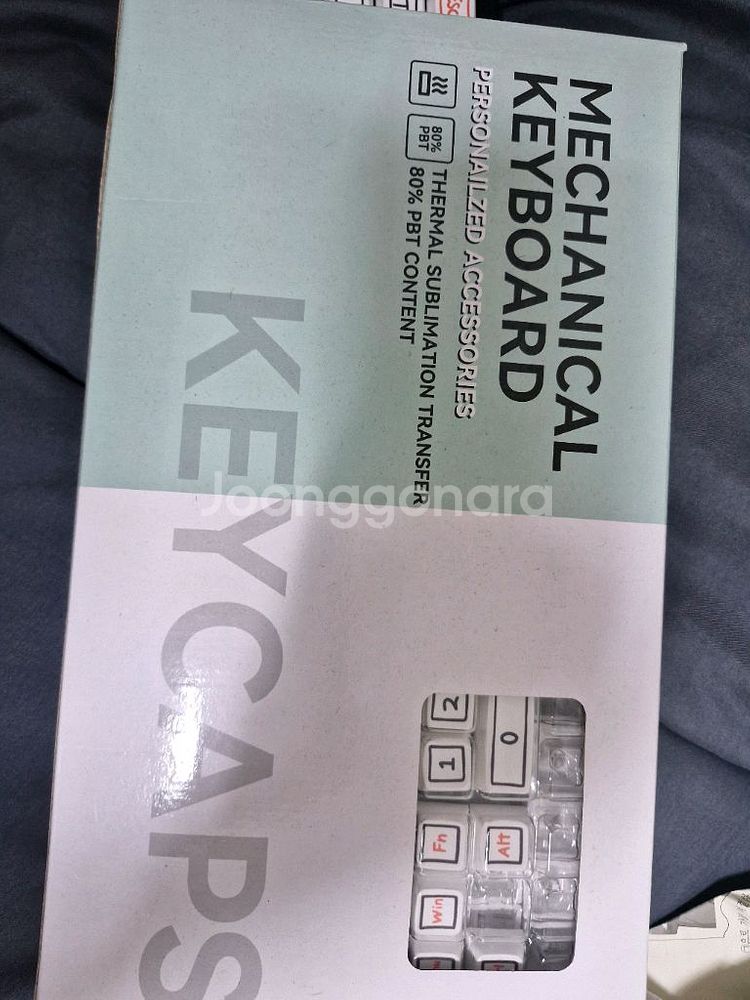 MECHANICAL
KEYBOARD
PERSONAILZED ACCESSORIES
80%
PBT
THERMAL SUBLIMATION TRANSFER
80% PBT CONTENT
KEYCAPS
Joonggonara
2
1
0
Fn
Alt
Win